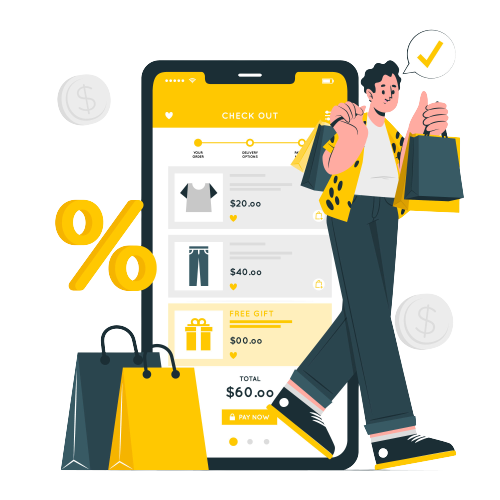 CHECK OUT
YOUR
ORDER
DELIVERY
OPTIONS
$20.00
$40.00
FREE GIFT
$00.00
TOTAL
$60.00
PAY NOW
%
$
$